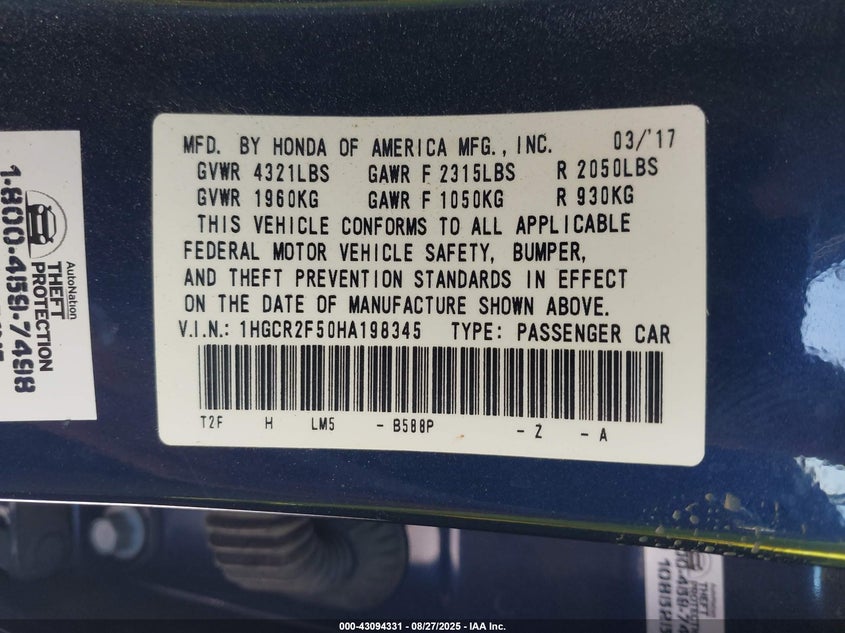 MFD. BY HONDA OF AMERICA MFG., INC. 03/'17
GVWR 4321LBS GAWR F 2315LBS R 2050LBS
GVWR 1960KG GAWR F 1050KG R 930KG
THIS VEHICLE CONFORMS TO ALL APPLICABLE
FEDERAL MOTOR VEHICLE SAFETY, BUMPER,
AND THEFT PREVENTION STANDARDS IN EFFECT
ON THE DATE OF MANUFACTURE SHOWN ABOVE.
V.I.N.: 1HGCR2F50HA198345 TYPE: PASSENGER CAR
T2F H LM5 - B588P - Z - A
AutoNation
THEFT
PROTECTION
1-800-459-7498
THEFT
000-43094331 - 08/27/2025 - IAA Inc.